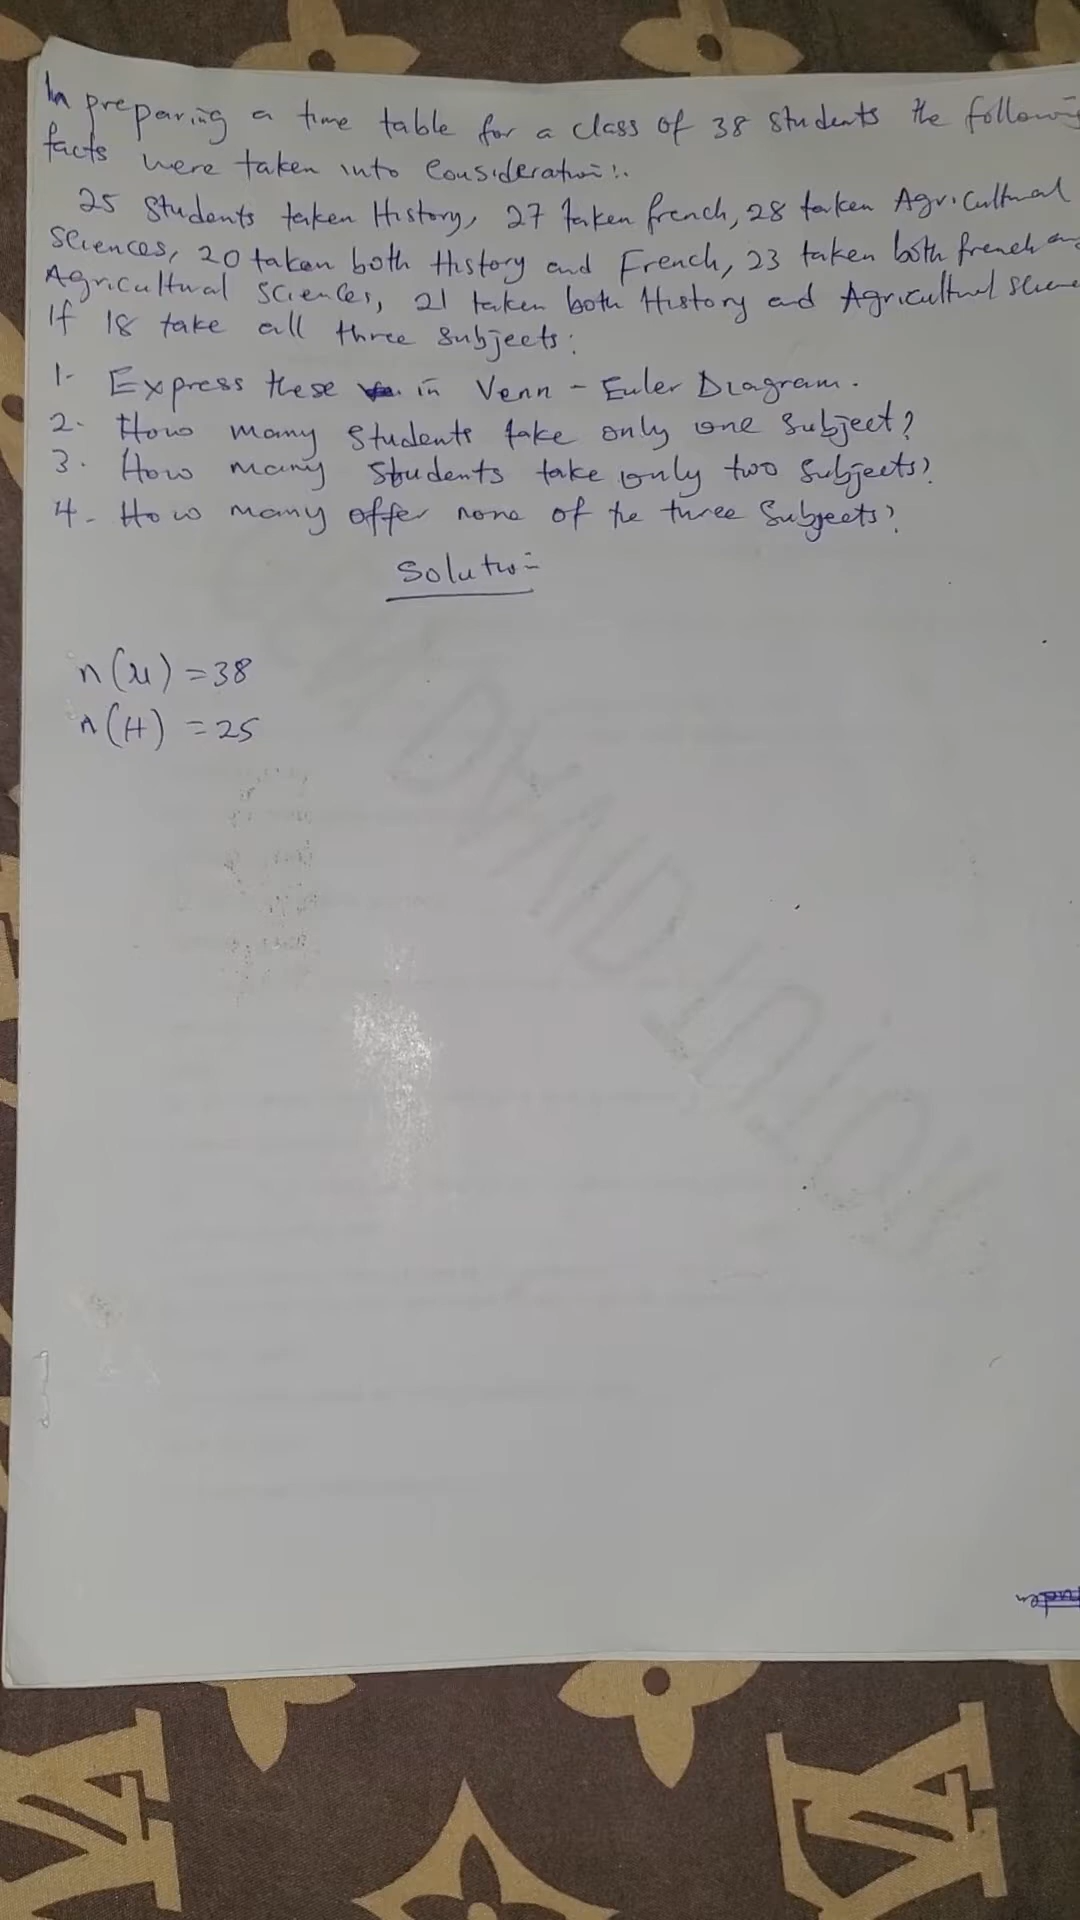 In preparing a time table for a class of 38 students the following
facts were taken into Consideration:.
25 students taken History, 27 taken french, 28 taken Agricultural
Sciences, 20 taken both History and French, 23 taken both french and
Agricultural Sciences, 21 taken both History and Agricultural
If 18 take all three subjects:
1- Express these in Venn - Euler Diagram.
2. How many students take only one subject?
3. How many students take only two subjects?
4- How many offer none of the three subjects?
Solution
n(u) = 38
n(H) = 25